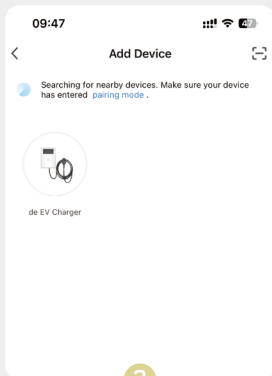 09:47
47
Add Device
Searching for nearby devices. Make sure your device
has entered pairing mode .
de EV Charger